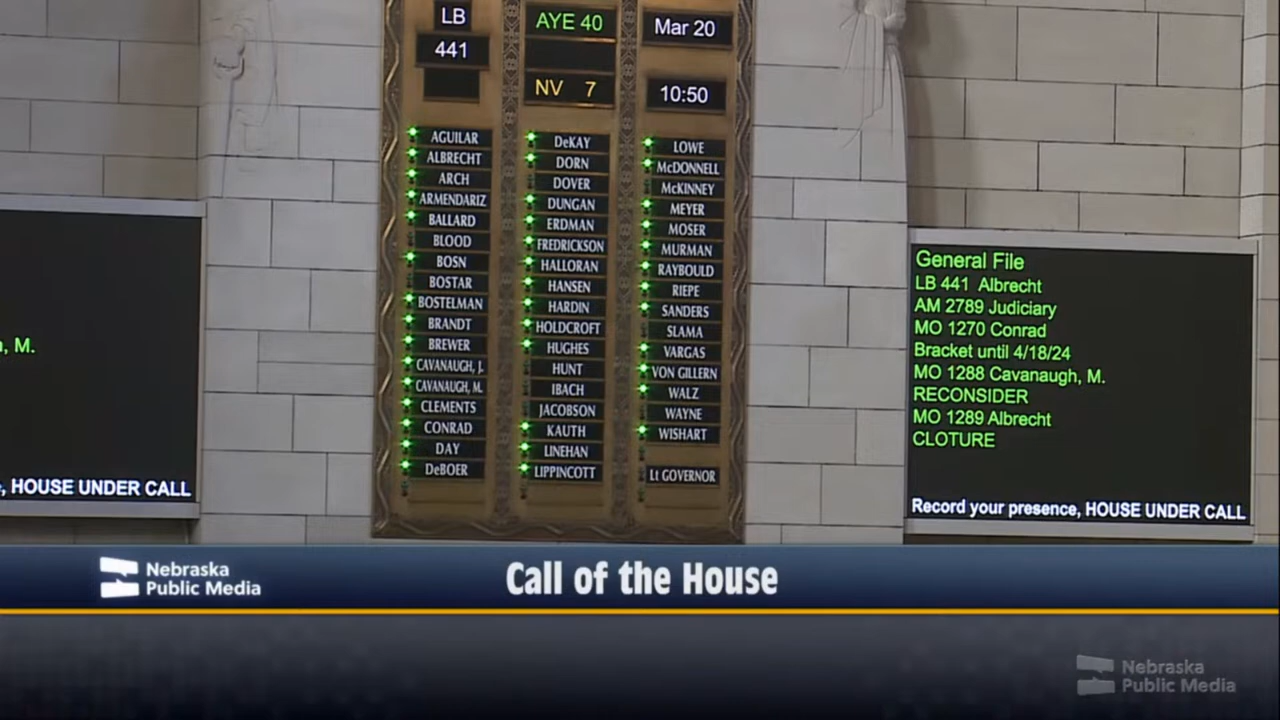 LB
441
AYE 40
NV 7
Mar 20
10:50
AGUILAR
ALBRECHT
ARCH
ARMENDARIZ
BALLARD
BLOOD
BOSN
BOSTAR
BOSTELMAN
BRANDT
BREWER
CAVANAUGH, J.
CAVANAUGH, M.
CLEMENTS
CONRAD
DAY
DeBOER
DeKAY
DORN
DOVER
DUNGAN
ERDMAN
FREDRICKSON
HALLORAN
HANSEN
HARDIN
HOLDCROFT
HUGHES
HUNT
IBACH
JACOBSON
KAUTH
LINEHAN
LIPPINCOTT
LOWE
McDONNELL
McKINNEY
MEYER
MOSER
MURMAN
RAYBOULD
RIEPE
SANDERS
SLAMA
VARGAS
VON GILLERN
WALZ
WAYNE
WISHART
Lt GOVERNOR
, M.
, HOUSE UNDER CALL
General File
LB 441 Albrecht
AM 2789 Judiciary
MO 1270 Conrad
Bracket until 4/18/24
MO 1288 Cavanaugh, M.
RECONSIDER
MO 1289 Albrecht
CLOTURE
Record your presence, HOUSE UNDER CALL
Nebraska
Public Media
Call of the House
Nebraska
Public Media